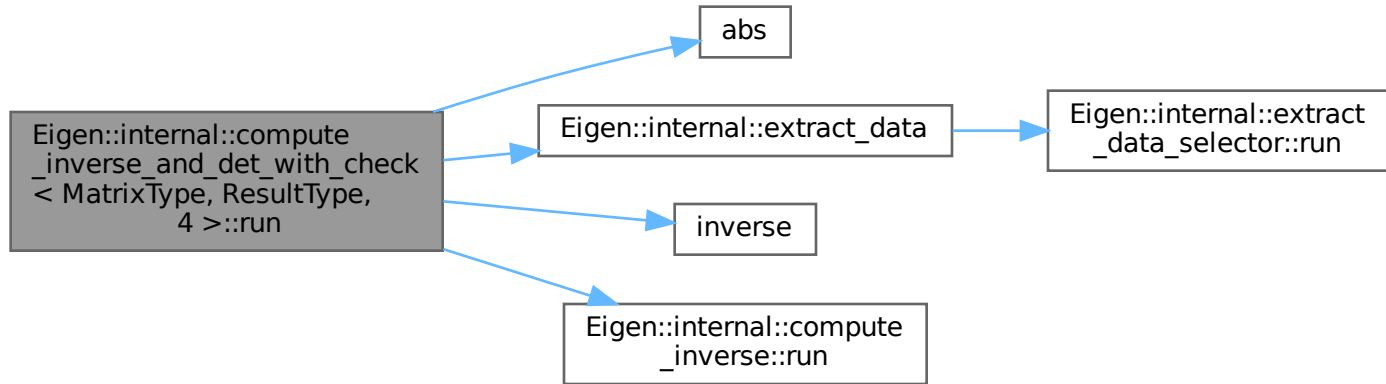 Eigen::internal::compute
_inverse_and_det_with_check
< MatrixType, ResultType,
4 >::run
abs
Eigen::internal::extract_data
Eigen::internal::extract
_data_selector::run
inverse
Eigen::internal::compute
_inverse::run